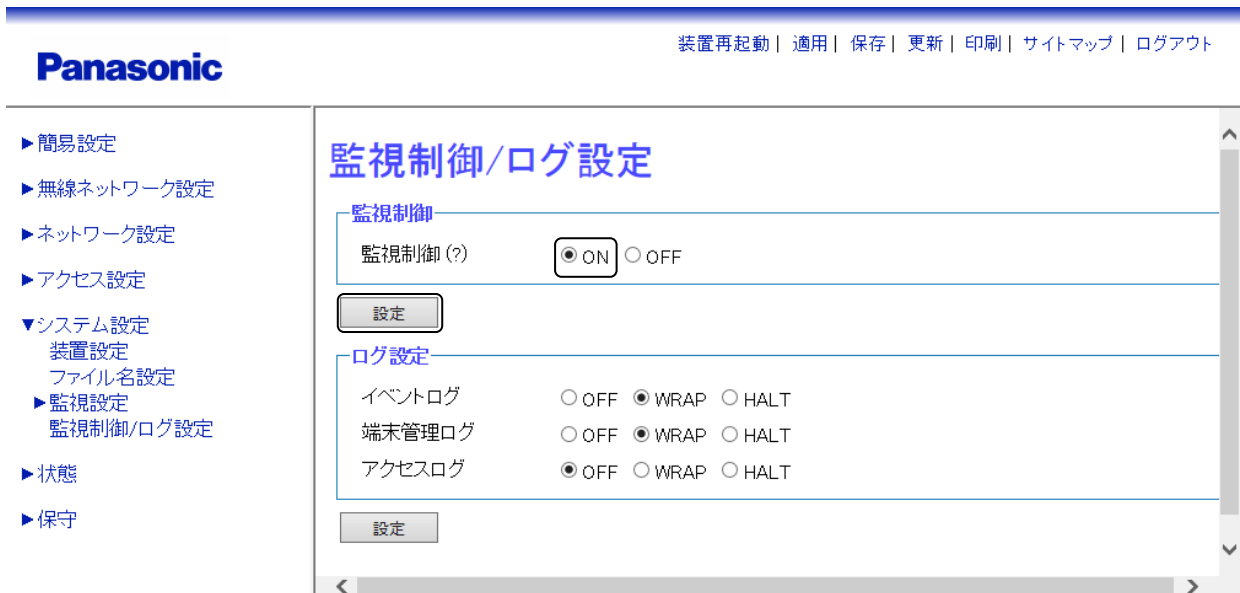 Panasonic
装置再起動| 適用| 保存| 更新| 印刷| サイトマップ| ログアウト
▶簡易設定
▶無線ネットワーク設定
▶ネットワーク設定
▶アクセス設定
▼システム設定
装置設定
ファイル名設定
▶監視設定
監視制御/ログ設定
▶状態
▶保守
監視制御/ログ設定
監視制御
監視制御(?) ON OFF
設定
ログ設定
イベントログ OFF WRAP HALT
端末管理ログ OFF WRAP HALT
アクセスログ OFF WRAP HALT
設定